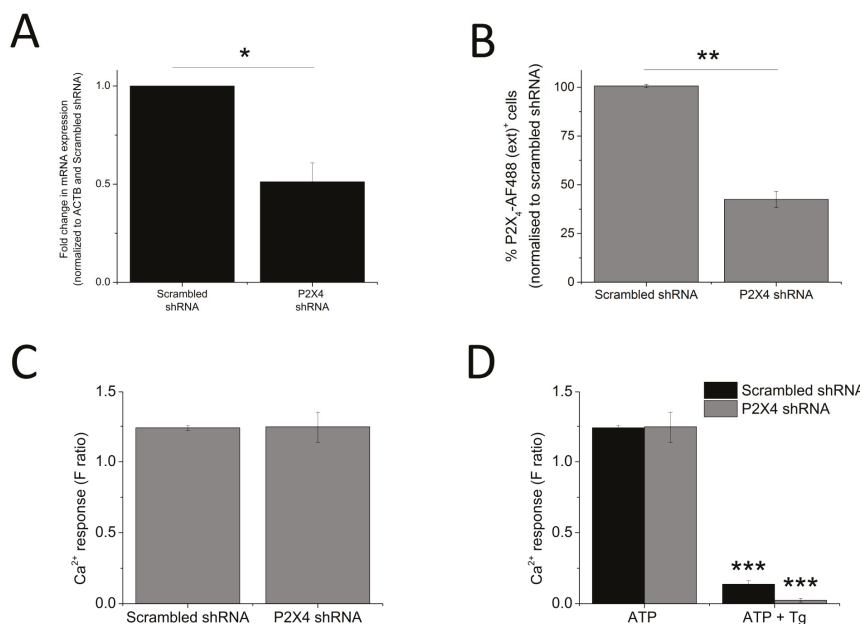 A
*
Fold change in mRNA expression
(normalized to ACTB and Scrambled shRNA)
1.0
0.5
0.0
Scrambled
shRNA
P2X4
shRNA
B
**
% P2X₄-AF488 (ext)⁺ cells
(normalised to scrambled shRNA)
100
75
50
25
0
Scrambled shRNA
P2X4 shRNA
C
Ca²⁺ response (F ratio)
1.5
1.0
0.5
0.0
Scrambled shRNA
P2X4 shRNA
D
Scrambled shRNA
P2X4 shRNA
Ca²⁺ response (F ratio)
1.5
1.0
0.5
0.0
***
***
ATP
ATP + Tg